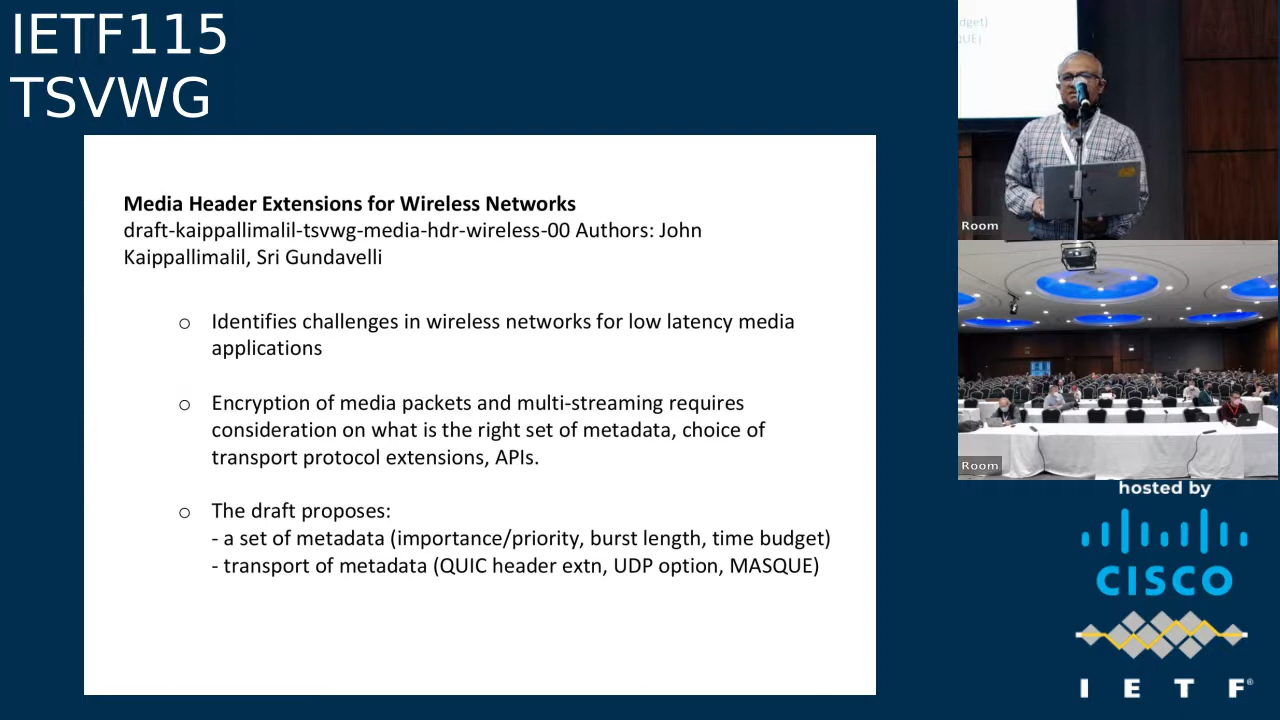 IETF115
TSVWG
Media Header Extensions for Wireless Networks
draft-kaippallimalil-tsvwg-media-hdr-wireless-00 Authors: John
Kaippallimalil, Sri Gundavelli
o Identifies challenges in wireless networks for low latency media
applications
o Encryption of media packets and multi-streaming requires
consideration on what is the right set of metadata, choice of
transport protocol extensions, APIs.
o The draft proposes:
- a set of metadata (importance/priority, burst length, time budget)
- transport of metadata (QUIC header extn, UDP option, MASQUE)
dget)
QUE)
Room
Room
hosted by
CISCO
IETF®